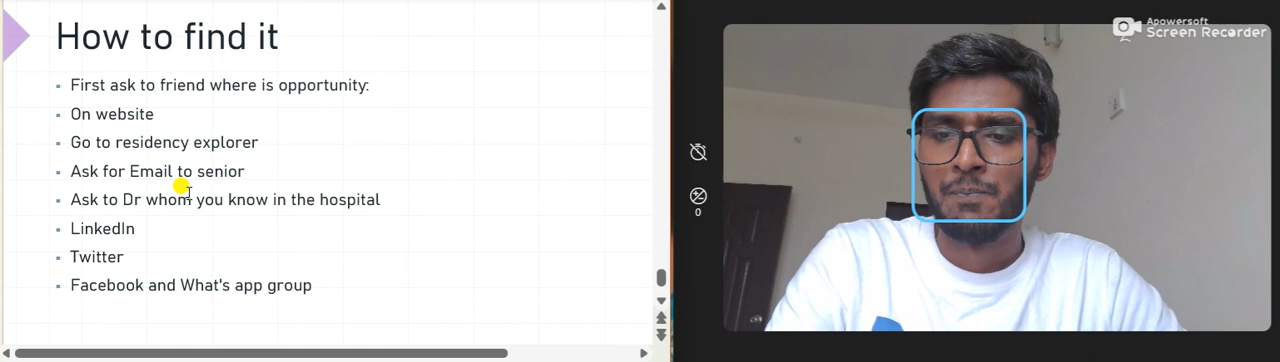 How to find it
First ask to friend where is opportunity:
On website
Go to residency explorer
Ask for Email to senior
Ask to Dr whom you know in the hospital
LinkedIn
Twitter
Facebook and What's app group
0
Apowersoft
Screen Recorder